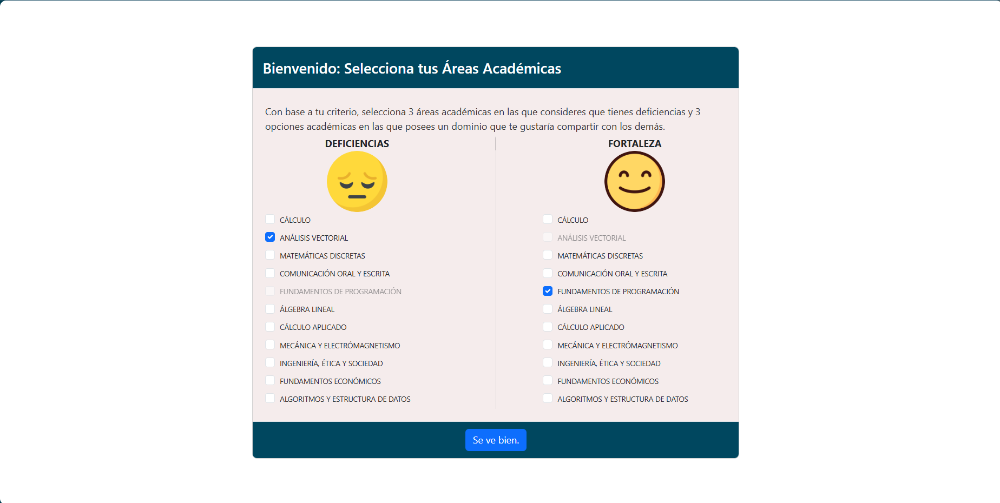 Bienvenido: Selecciona tus Áreas Académicas
Con base a tu criterio, selecciona 3 áreas académicas en las que consideres que tienes deficiencias y 3
opciones académicas en las que posees un dominio que te gustaría compartir con los demás.
DEFICIENCIAS
CÁLCULO
ANÁLISIS VECTORIAL
MATEMÁTICAS DISCRETAS
COMUNICACIÓN ORAL Y ESCRITA
FUNDAMENTOS DE PROGRAMACIÓN
ÁLGEBRA LINEAL
CÁLCULO APLICADO
MECÁNICA Y ELECTRÓMAGNETISMO
INGENIERÍA, ÉTICA Y SOCIEDAD
FUNDAMENTOS ECONÓMICOS
ALGORITMOS Y ESTRUCTURA DE DATOS
FORTALEZA
CÁLCULO
ANÁLISIS VECTORIAL
MATEMÁTICAS DISCRETAS
COMUNICACIÓN ORAL Y ESCRITA
FUNDAMENTOS DE PROGRAMACIÓN
ÁLGEBRA LINEAL
CÁLCULO APLICADO
MECÁNICA Y ELECTRÓMAGNETISMO
INGENIERÍA, ÉTICA Y SOCIEDAD
FUNDAMENTOS ECONÓMICOS
ALGORITMOS Y ESTRUCTURA DE DATOS
Se ve bien.